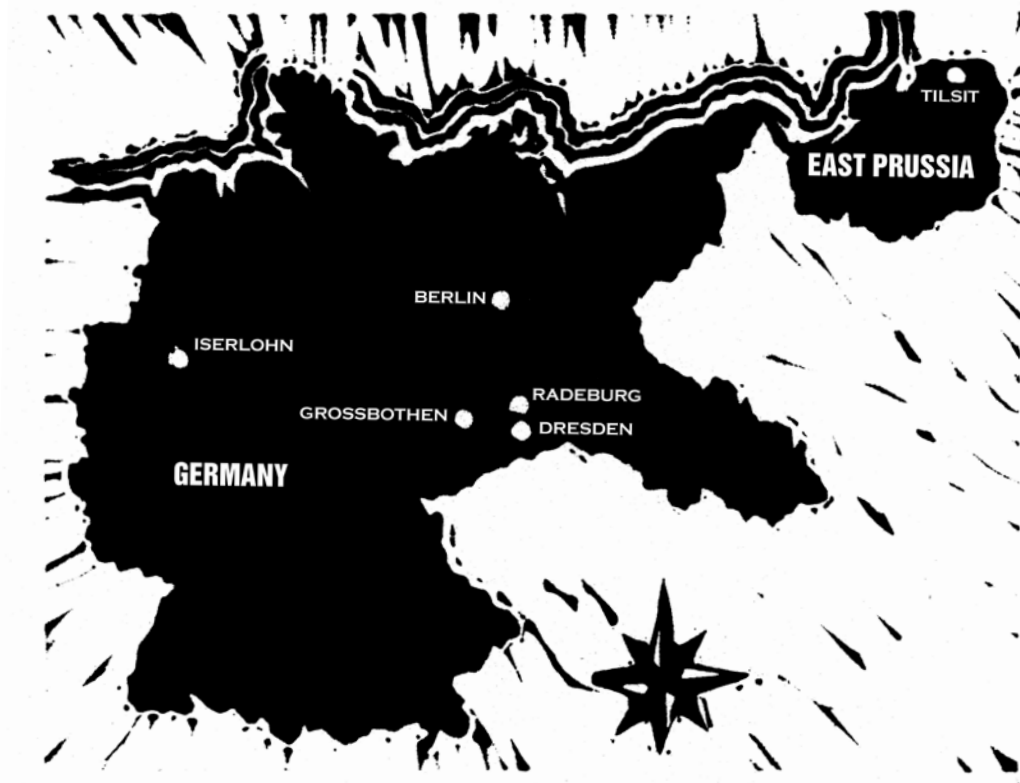 TILSIT
EAST PRUSSIA
BERLIN
ISERLOHN
RADEBURG
GROSSBOTHEN
DRESDEN
GERMANY